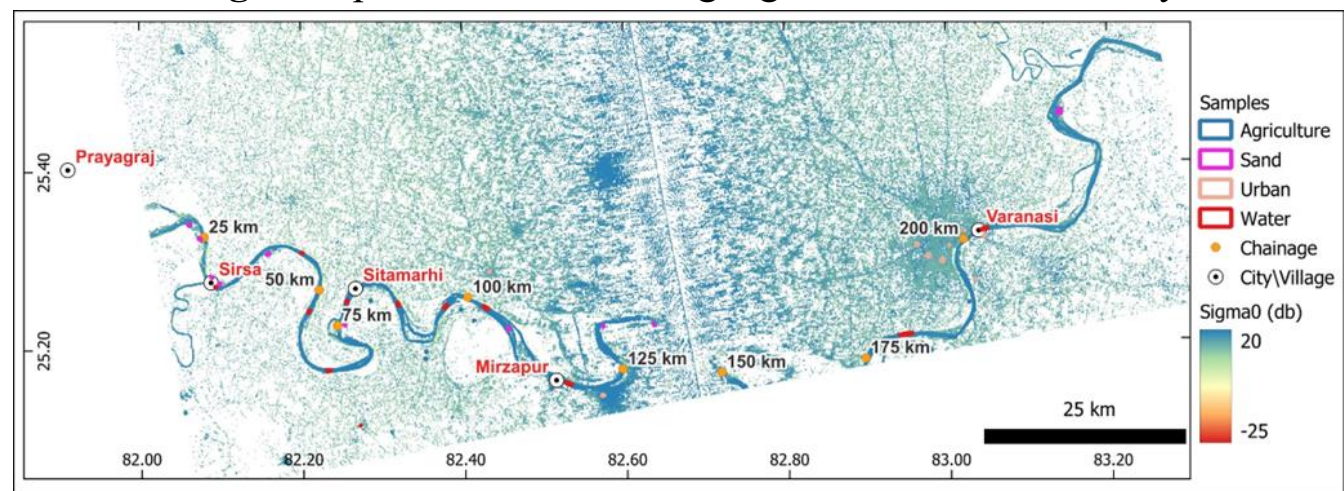 Prayagraj
25 km
Sirsa
50 km
Sitamarhi
75 km
100 km
Mirzapur
125 km
150 km
175 km
200 km
Varanasi
25.40
25.20
82.00
82.20
82.40
82.60
82.80
83.00
83.20
25 km
Samples
Agriculture
Sand
Urban
Water
Chainage
City\Village
Sigma0 (db)
20
-25